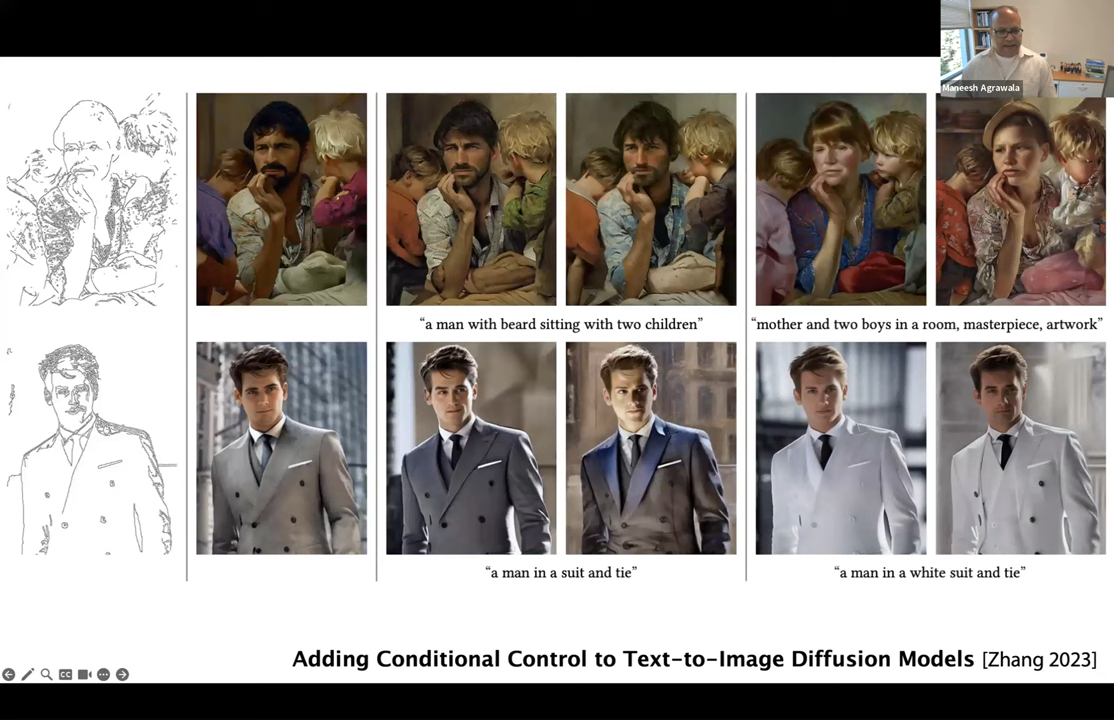 Maneesh Agrawala
“a man with beard sitting with two children”
“mother and two boys in a room, masterpiece, artwork”
“a man in a suit and tie”
“a man in a white suit and tie”
Adding Conditional Control to Text-to-Image Diffusion Models [Zhang 2023]
CC